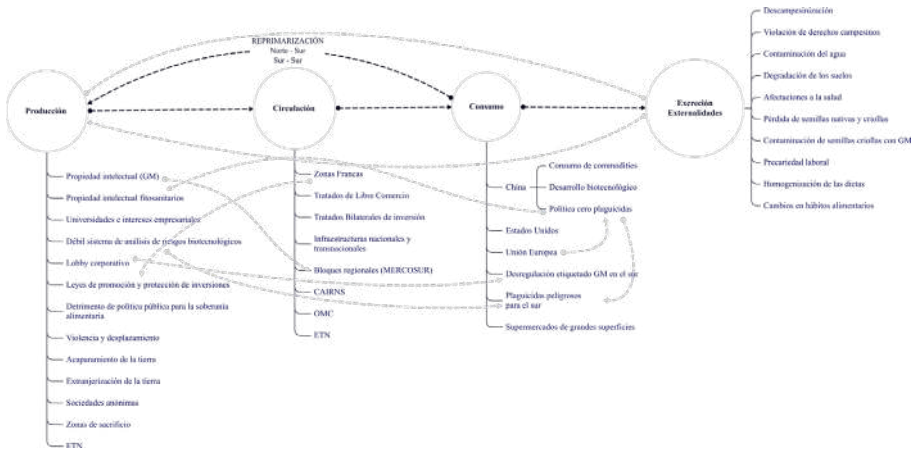 REPRIMARIZACIÓN
Norte - Sur
Sur - Sur
Producción
Propiedad intelectual (GM)
Propiedad intelectual fitosanitarios
Universidades e intereses empresariales
Débil sistema de análisis de riesgos biotecnológicos
Lobby corporativo
Leyes de promoción y protección de inversiones
Detrimento de política pública para la soberanía
alimentaria
Violencia y desplazamiento
Acaparamiento de la tierra
Extranjerización de la tierra
Sociedades anónimas
Zonas de sacrificio
ETN
Circulación
Zonas Francas
Tratados de Libro Comercio
Tratados Bilaterales de inversión
Infraestructuras nacionales y
transnacionales
Bloques regionales (MERCOSUR)
CAIRNS
OMC
ETN
Consumo
China
Consumo de commodities
Desarrollo biotecnológico
Política cero plaguicidas
Estados Unidos
Unión Europea
Desregulación etiquetado GM en el sur
Plaguicidas peligrosos
para el sur
Supermercados de grandes superficies
Excreción
Externalidades
Descampesinización
Violación de derechos campesinos
Contaminación del agua
Degradación de los suelos
Afectaciones a la salud
Pérdida de semillas nativas y criollas
Contaminación de semillas criollas con GM
Precariedad laboral
Homogenización de las dietas
Cambios en hábitos alimentarios